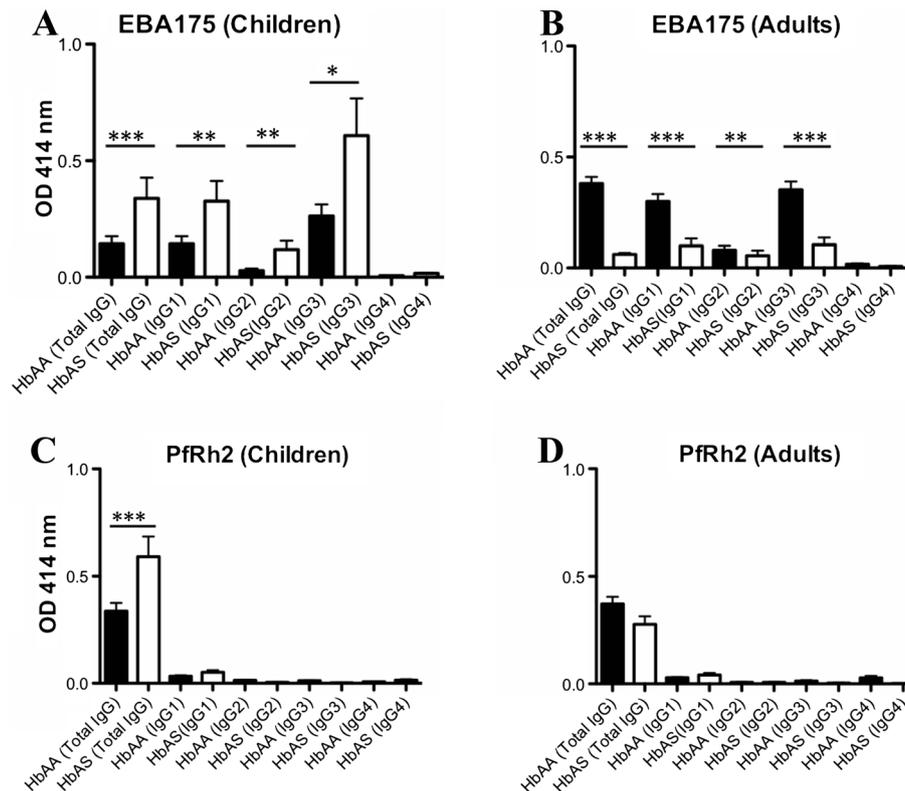 A
EBA175 (Children)
1.0
0.5
0.0
OD 414 nm
***
**
**
*
HbAA (Total IgG)
HbAS (Total IgG)
HbAA (IgG1)
HbAS (IgG1)
HbAA (IgG2)
HbAS(IgG2)
HbAA (IgG3)
HbAS (IgG3)
HbAA (IgG4)
HbAS (IgG4)
B
EBA175 (Adults)
1.0
0.5
0.0
***
***
**
***
HbAA (Total IgG)
HbAS (Total IgG)
HbAA (IgG1)
HbAS(IgG1)
HbAA (IgG2)
HbAS (IgG2)
HbAA (IgG3)
HbAS (IgG3)
HbAA (IgG4)
HbAS (IgG4)
C
PfRh2 (Children)
1.0
0.5
0.0
OD 414 nm
***
HbAA (Total IgG)
HbAS (Total IgG)
HbAA (IgG1)
HbAS(IgG1)
HbAA (IgG2)
HbAS (IgG2)
HbAA (IgG3)
HbAS (IgG3)
HbAA (IgG4)
HbAS (IgG4)
D
PfRh2 (Adults)
1.0
0.5
0.0
HbAA (Total IgG)
HbAS (Total IgG)
HbAA (IgG1)
HbAS(IgG1)
HbAA (IgG2)
HbAS (IgG2)
HbAA (IgG3)
HbAS (IgG3)
HbAA (IgG4)
HbAS (IgG4)